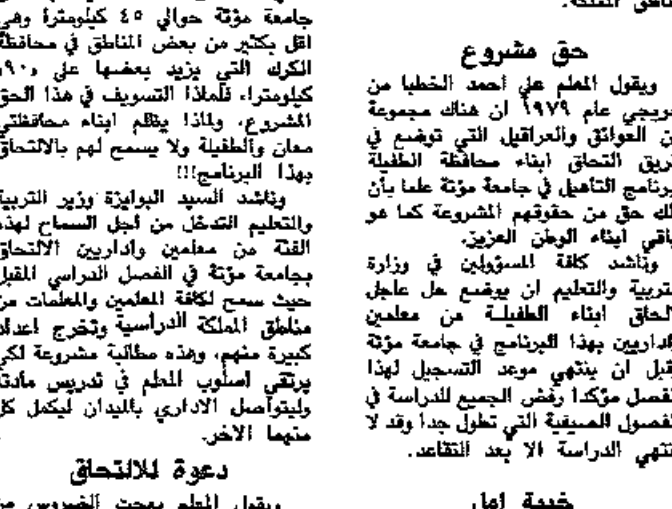 حق مشروع
ويقول المعلم علي احمد الخطبا من
خريجي عام ١٩٧٩ ان هناك مجموعة
من العوائق والعراقيل التي توضع في
طريق التحاق ابناء محافظة الطفيلة
برنامج التأهيل في جامعة مؤتة علما بأن
ذلك حق من حقوقهم المشروعة كما هو
باقي ابناء الوطن العزيز.
وناشد كافة المسؤولين في وزارة
التربية والتعليم ان يوضع حل عاجل
لالحاق ابناء الطفيلة من معلمين
واداريين بهذا البرنامج في جامعة مؤتة
قبل ان ينتهي موعد التسجيل لهذا
الفصل مؤكدا رفض الجميع للدراسة في
الفصول الصيفية التي تطول جدا وقد لا
تنتهي الدراسة الا بعد التقاعد.
خيبة امل
جامعة مؤتة حوالي ٤٥ كيلومترا وهي
اقل بكثير من بعض المناطق في محافظة
الكرك التي يزيد بعضها على ٩٠
كيلومترا، فلماذا التسويف في هذا الحق
المشروع، ولماذا يظلم ابناء محافظتي
معان والطفيلة ولا يسمح لهم بالالتحاق
بهذا البرنامج!!!
وناشد السيد البوايزة وزير التربية
والتعليم التدخل من أجل السماح لهذه
الفئة من معلمين واداريين الالتحاق
بجامعة مؤتة في الفصل الدراسي المقبل
حيث سمح لكافة المعلمين والمعلمات من
مناطق المملكة الدراسية وتخرج اعداد
كبيرة منهم، وهذه مطالبة مشروعة لكي
يرتقي اسلوب المعلم في تدريس مادته
وليتواصل الاداري بالميدان ليكمل كل
منهما الاخر.
دعوة للالتحاق
ويقول المعلم بهجت